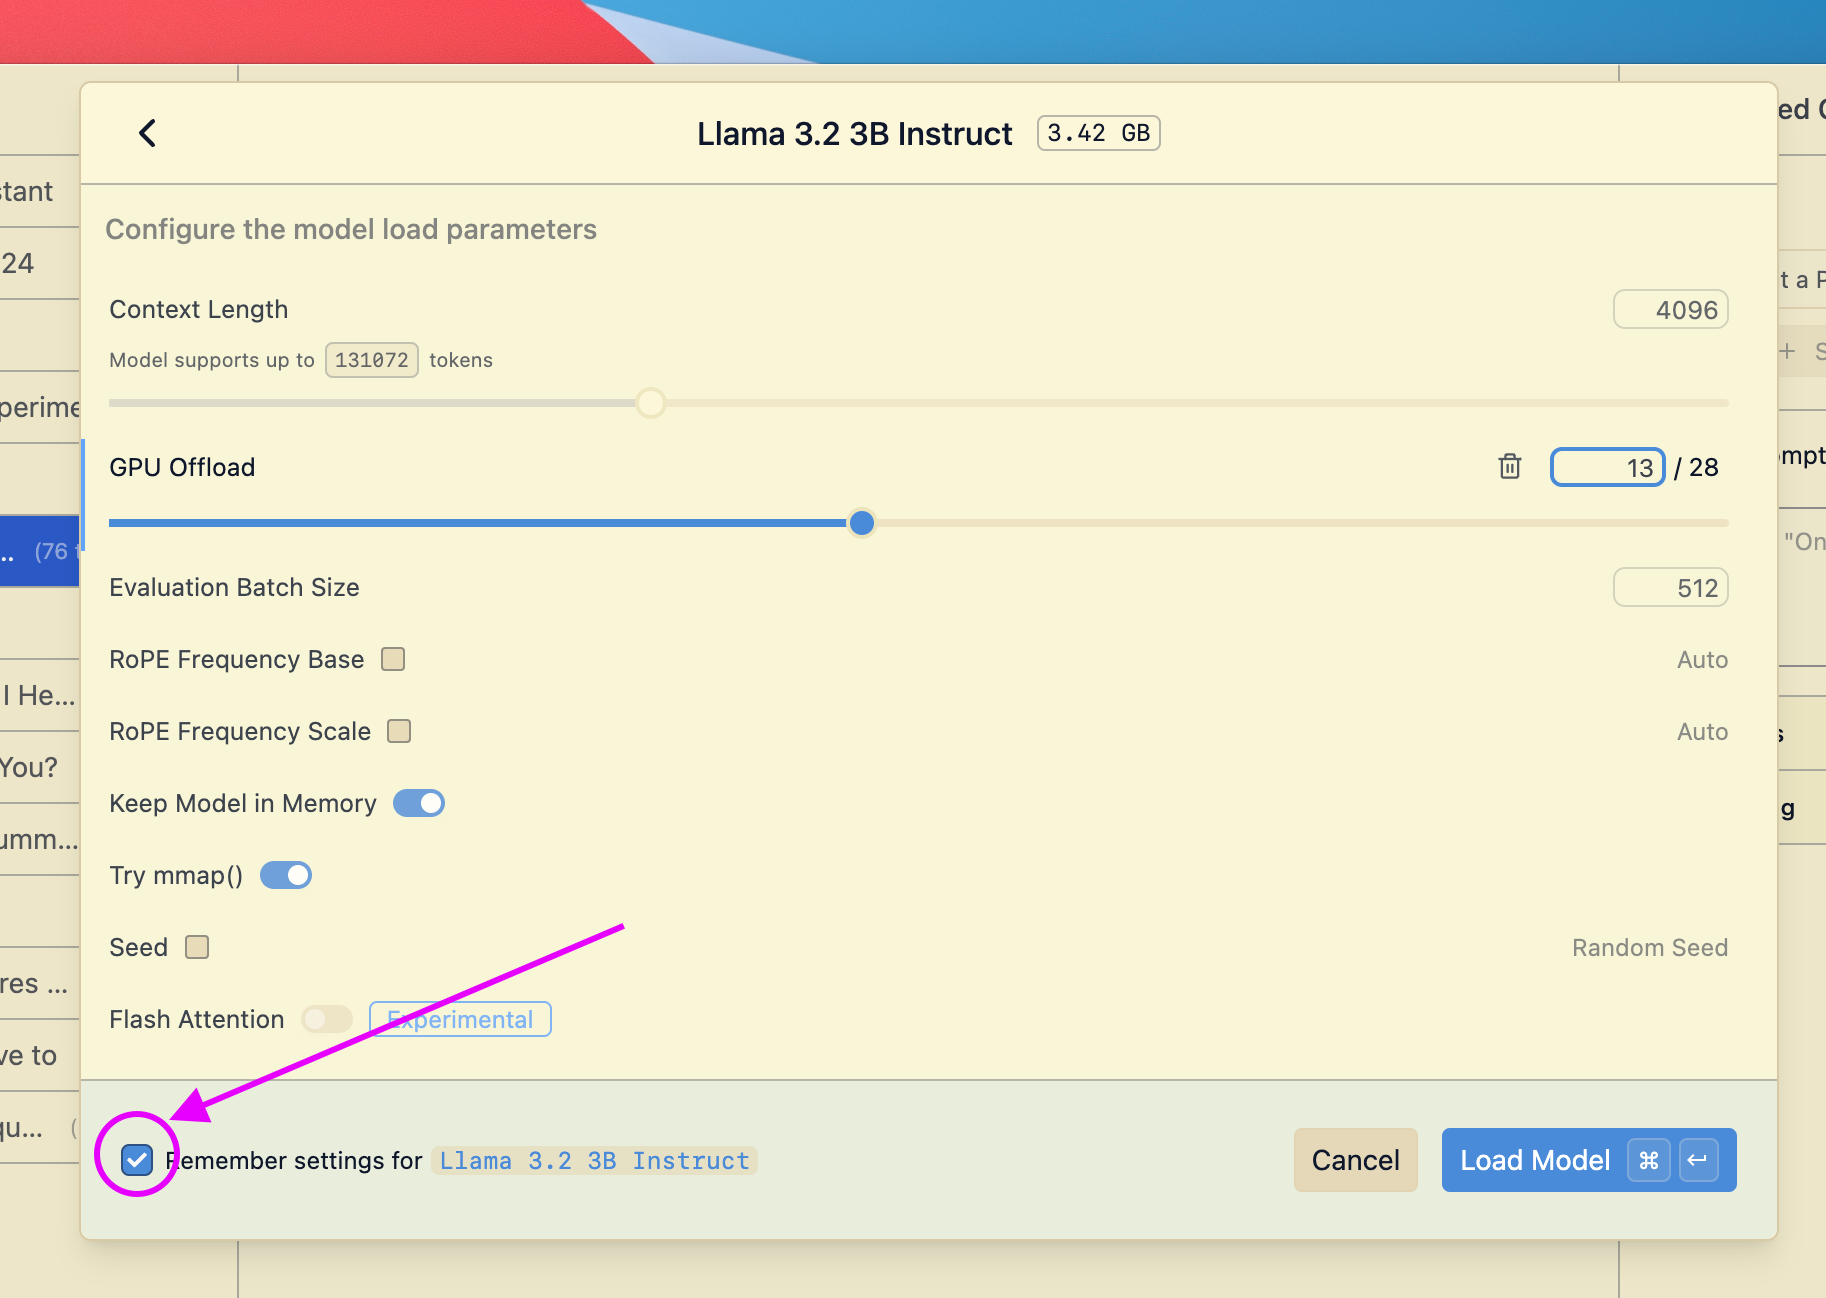 Llama 3.2 3B Instruct 3.42 GB
Configure the model load parameters
Context Length 4096
Model supports up to 131072 tokens
GPU Offload 13 / 28
Evaluation Batch Size 512
RoPE Frequency Base Auto
RoPE Frequency Scale Auto
Keep Model in Memory
Try mmap()
Seed Random Seed
Flash Attention Experimental
Remember settings for Llama 3.2 3B Instruct
Cancel
Load Model ⌘ ↵
stant
24
perime
... (76 t
l He...
You?
umm...
res ...
ve to
qu... (
ed C
t a P
+ S
ompt
"On
s
g